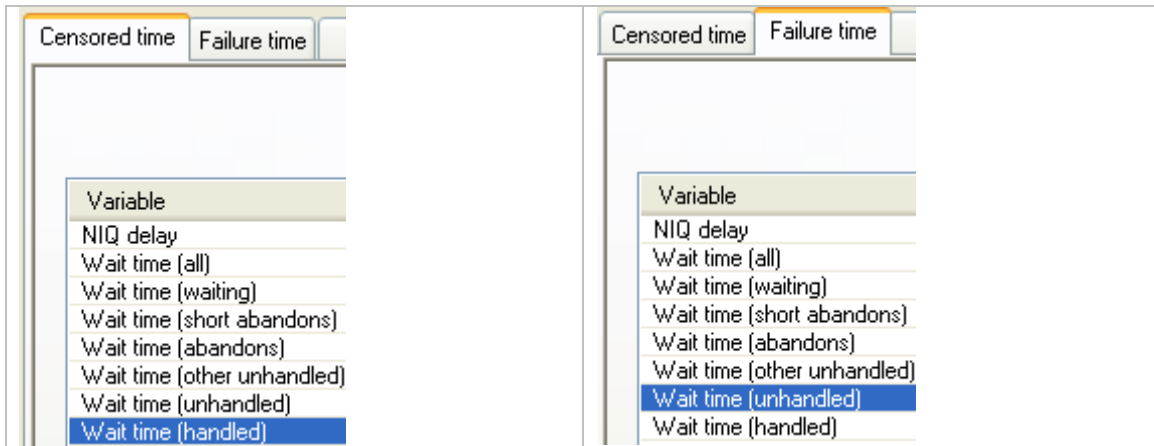 Censored time Failure time
Variable
NIQ delay
Wait time (all)
Wait time (waiting)
Wait time (short abandons)
Wait time (abandons)
Wait time (other unhandled)
Wait time (unhandled)
Wait time (handled)
Censored time Failure time
Variable
NIQ delay
Wait time (all)
Wait time (waiting)
Wait time (short abandons)
Wait time (abandons)
Wait time (other unhandled)
Wait time (unhandled)
Wait time (handled)